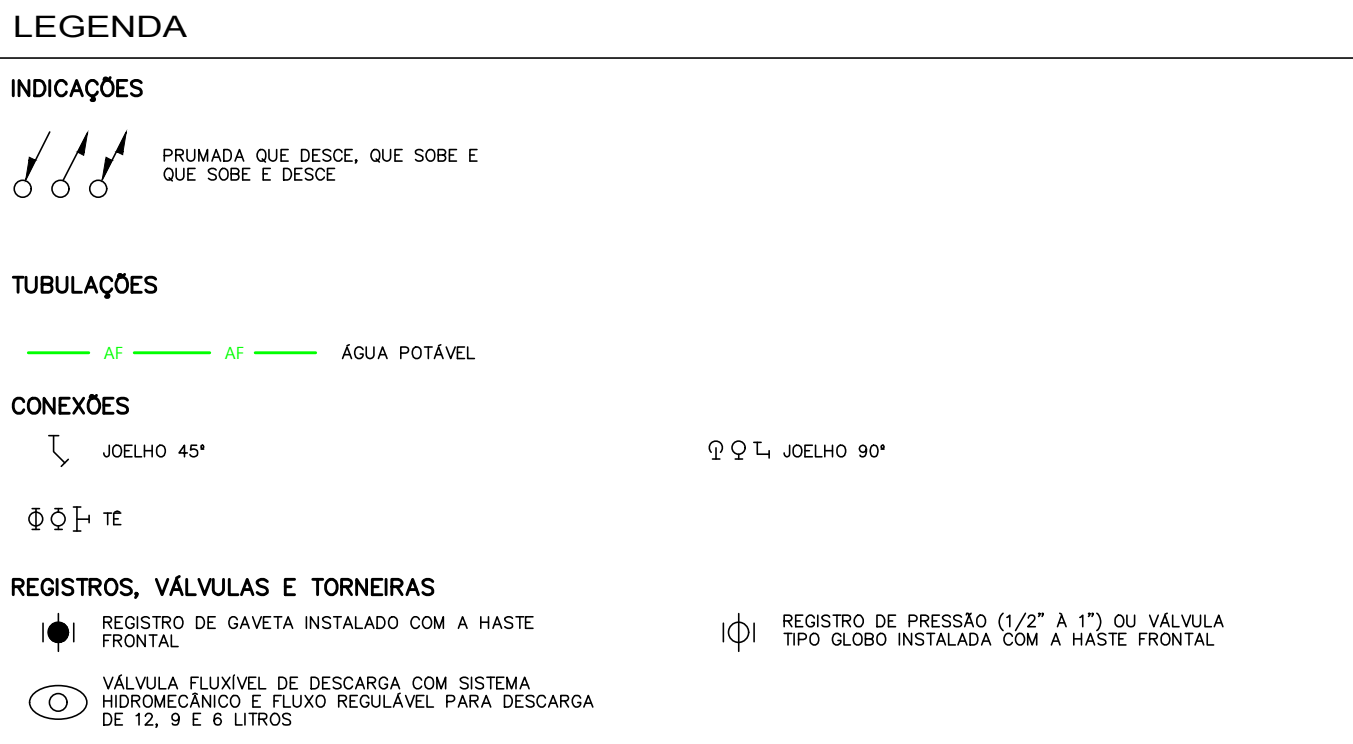 LEGENDA
INDICAÇÕES
PRUMADA QUE DESCE, QUE SOBE E
QUE SOBE E DESCE
TUBULAÇÕES
AF AF ÁGUA POTÁVEL
CONEXÕES
JOELHO 45°
JOELHO 90°
TÊ
REGISTROS, VÁLVULAS E TORNEIRAS
REGISTRO DE GAVETA INSTALADO COM A HASTE
FRONTAL
REGISTRO DE PRESSÃO (1/2" À 1") OU VÁLVULA
TIPO GLOBO INSTALADA COM A HASTE FRONTAL
VÁLVULA FLUXÍVEL DE DESCARGA COM SISTEMA
HIDROMECÂNICO E FLUXO REGULÁVEL PARA DESCARGA
DE 12, 9 E 6 LITROS